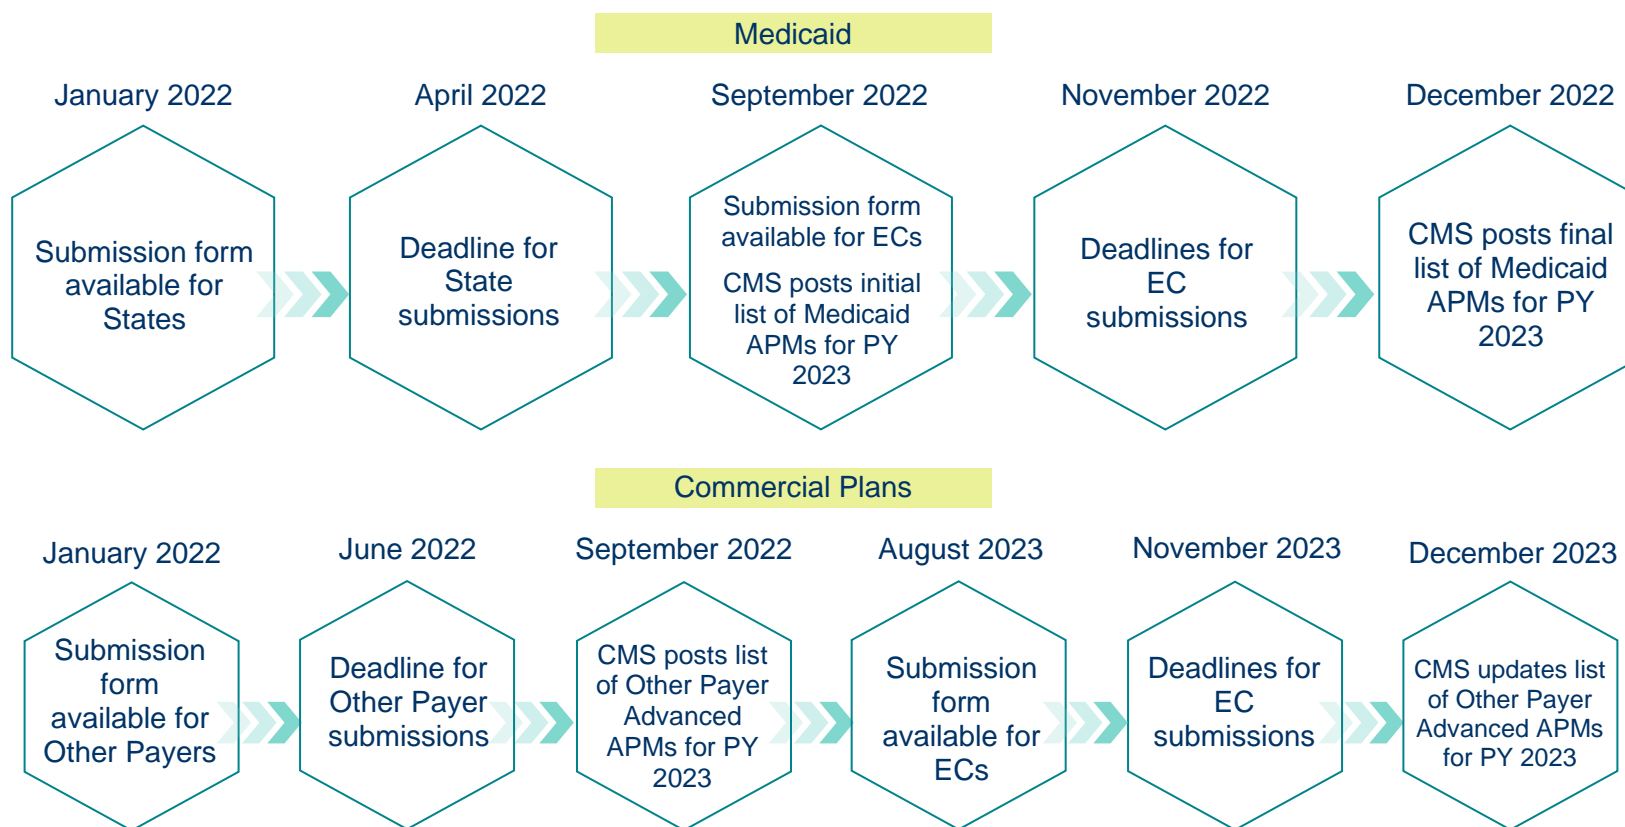 Medicaid
January 2022
April 2022
September 2022
November 2022
December 2022
Submission form
available for
States
Deadline for
State
submissions
Submission form
available for ECs
CMS posts initial
list of Medicaid
APMs for PY
2023
Deadlines for
EC
submissions
CMS posts final
list of Medicaid
APMs for PY
2023
Commercial Plans
January 2022
June 2022
September 2022
August 2023
November 2023
December 2023
Submission
form
available for
Other Payers
Deadline for
Other Payer
submissions
CMS posts list
of Other Payer
Advanced
APMs for PY
2023
Submission
form
available for
ECs
Deadlines for
EC
submissions
CMS updates list
of Other Payer
Advanced APMs
for PY 2023